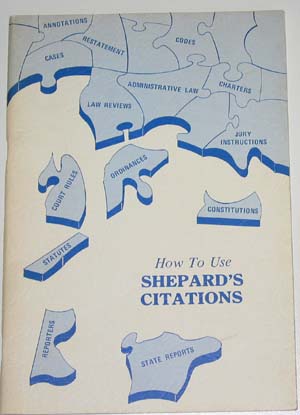 ANNOTATIONS
RESTATEMENT
CODES
CASES
ADMINISTRATIVE LAW
CHARTERS
LAW REVIEWS
JURY
INSTRUCTIONS
ORDINANCES
COURT RULES
CONSTITUTIONS
STATUTES
How To Use
SHEPARD'S
CITATIONS
REPORTERS
STATE REPORTS